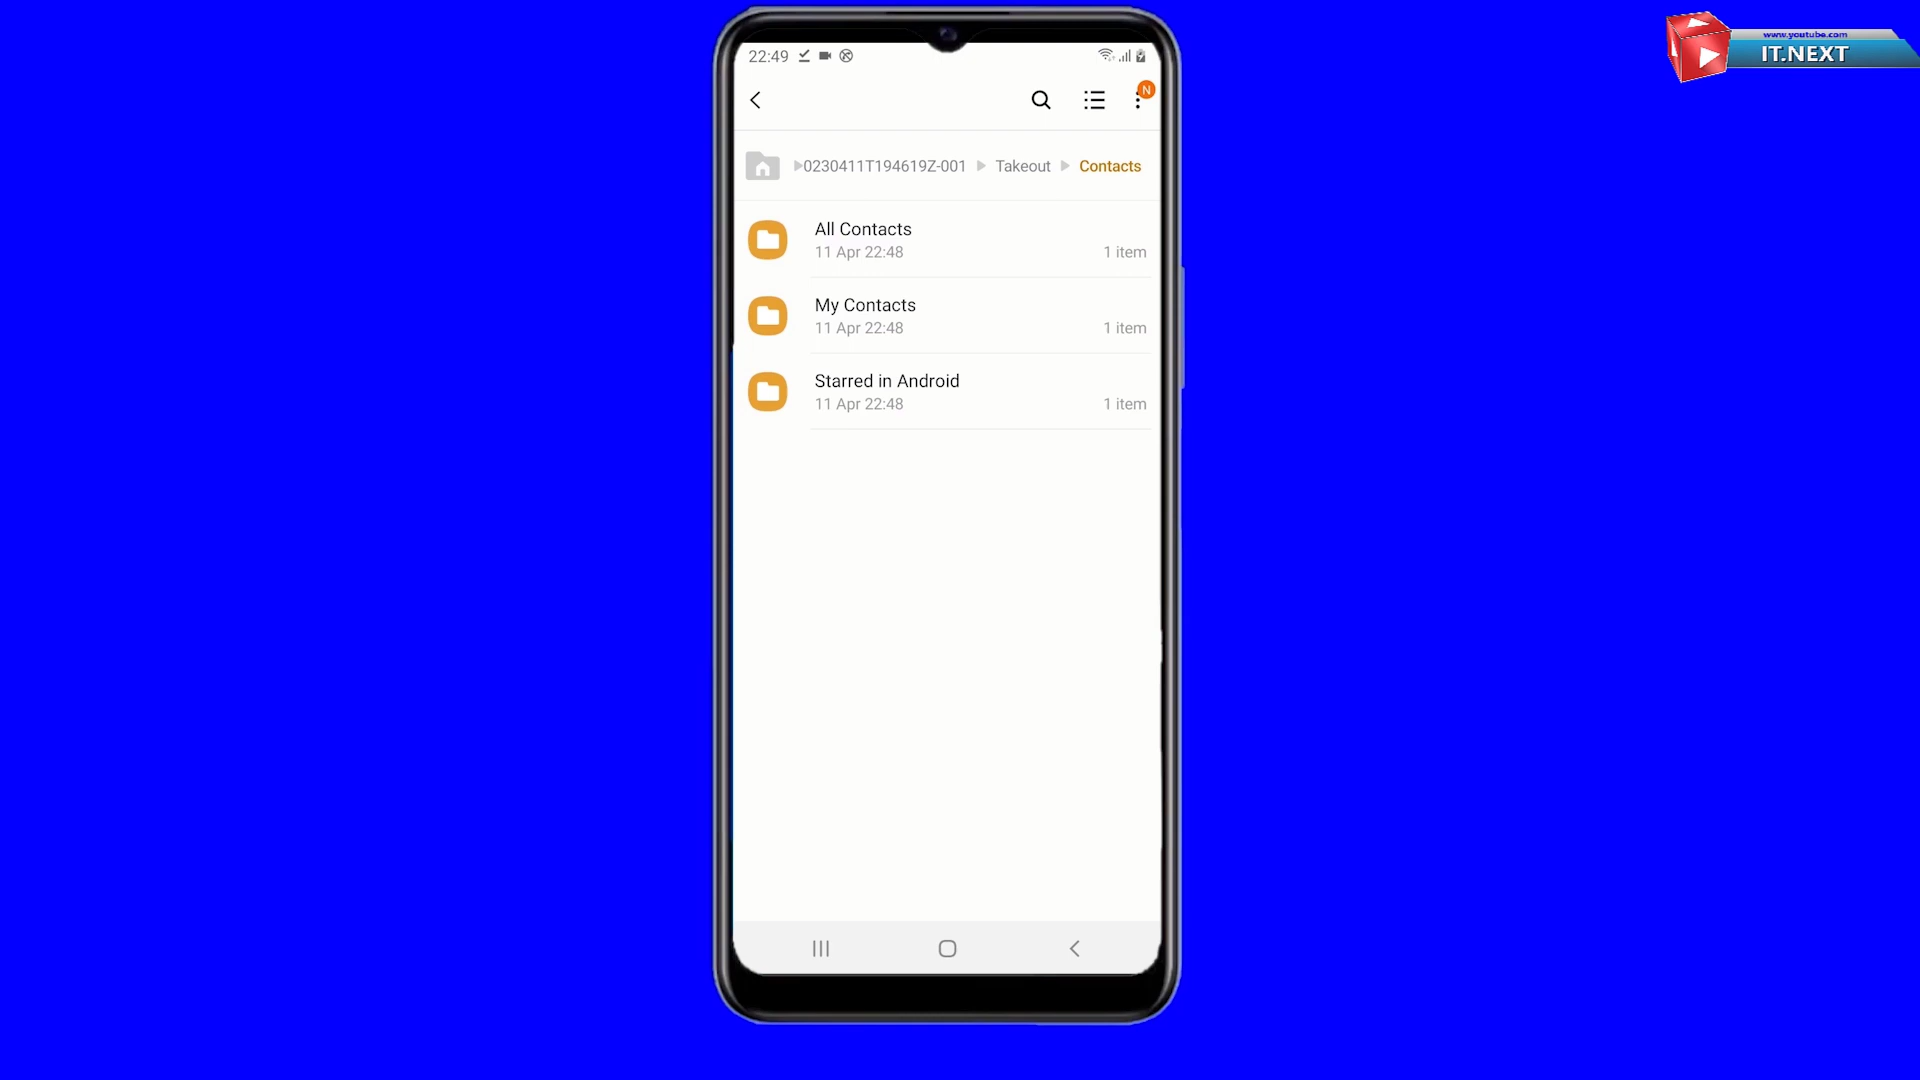 www.youtube.com
IT.NEXT
22:49
N
0230411T194619Z-001 Takeout Contacts
All Contacts
11 Apr 22:48 1 item
My Contacts
11 Apr 22:48 1 item
Starred in Android
11 Apr 22:48 1 item